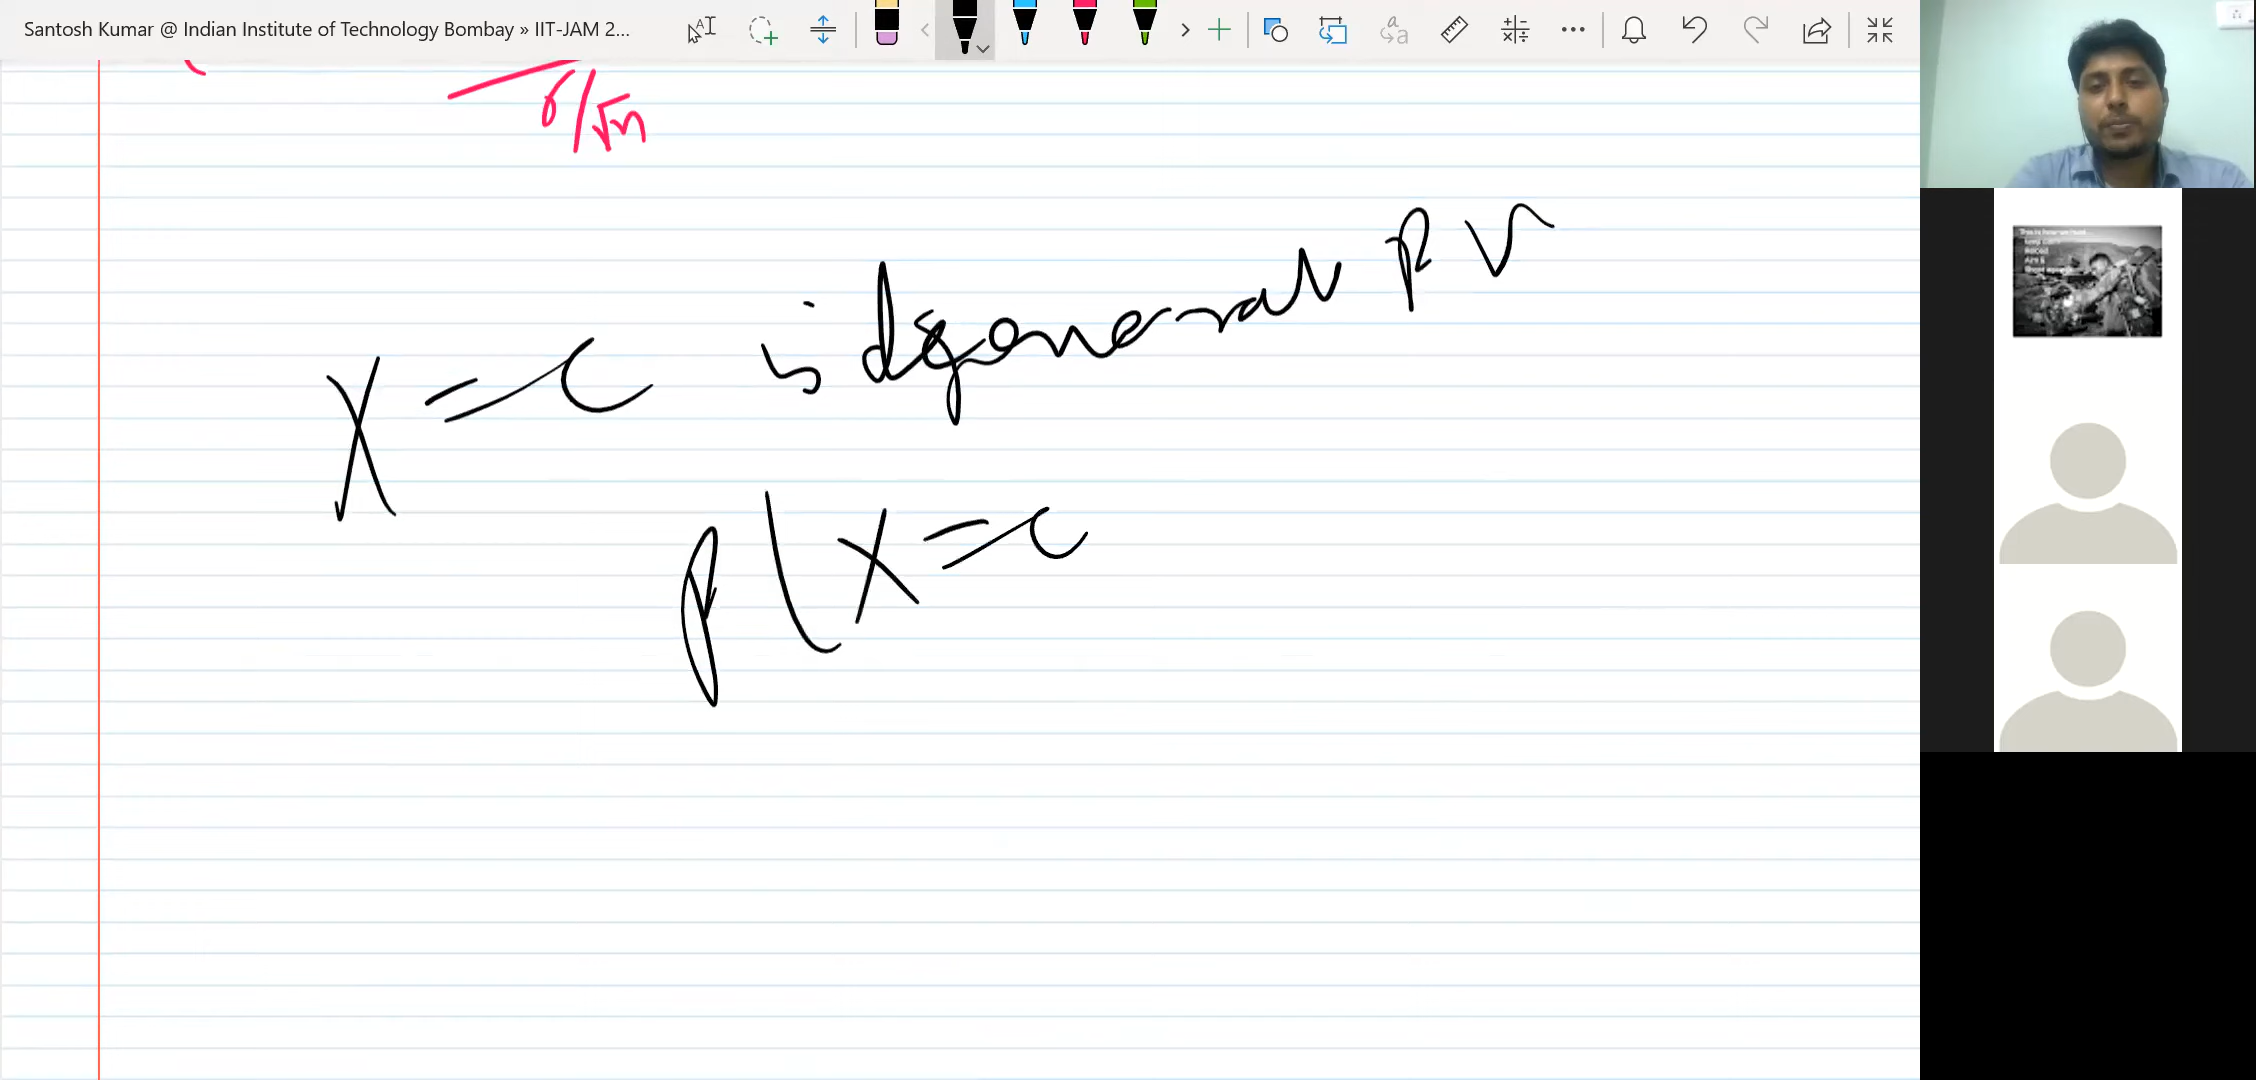 Santosh Kumar @ Indian Institute of Technology Bombay » IIT-JAM 2...
σ/√n
X = c is degenerate RV
P(X = c